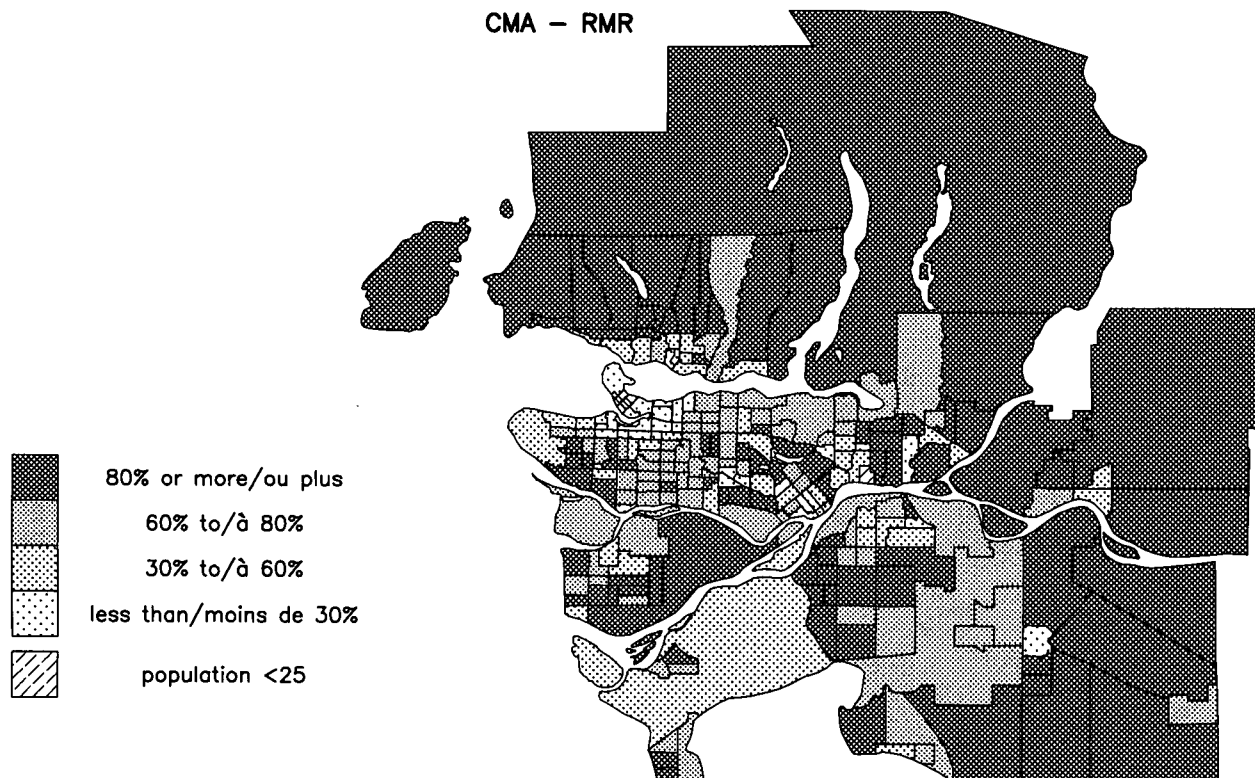 CMA – RMR
80% or more/ou plus
60% to/à 80%
30% to/à 60%
less than/moins de 30%
population <25